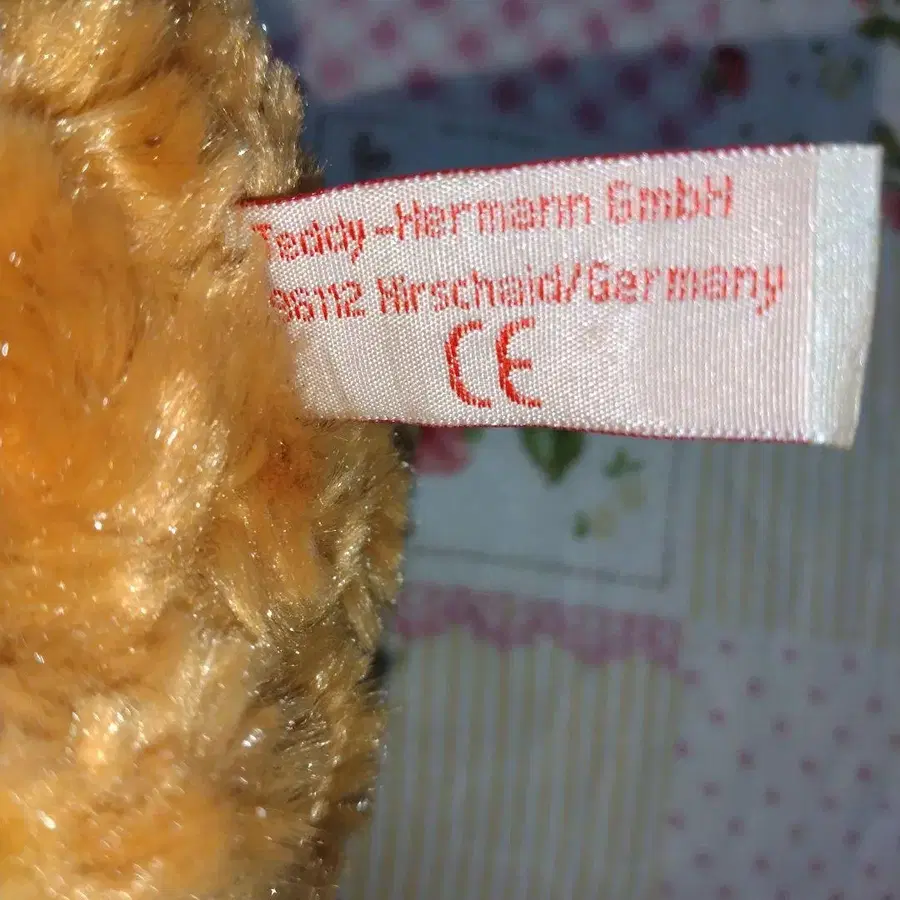 Teddy-Hermann GmbH
96112 Hirschaid/Germany
CE